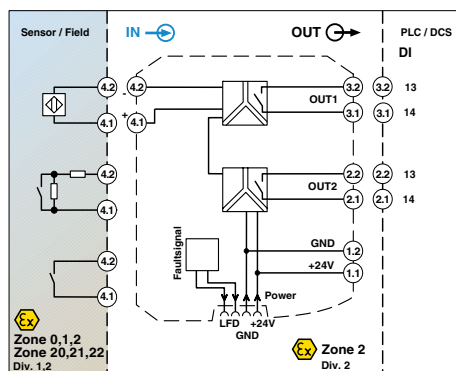 Sensor / Field
IN
OUT
PLC / DCS
DI
4.2
4.2
-
3.2
3.2
13
OUT1
4.1
+
4.1
3.1
3.1
14
4.2
2.2
2.2
13
OUT2
4.1
2.1
2.1
14
GND
1.2
4.2
Faultsignal
+24V
1.1
4.1
Power
LFD
+24V
GND
Ex
Zone 0,1,2
Zone 20,21,22
Div. 1,2
Ex
Zone 2
Div. 2